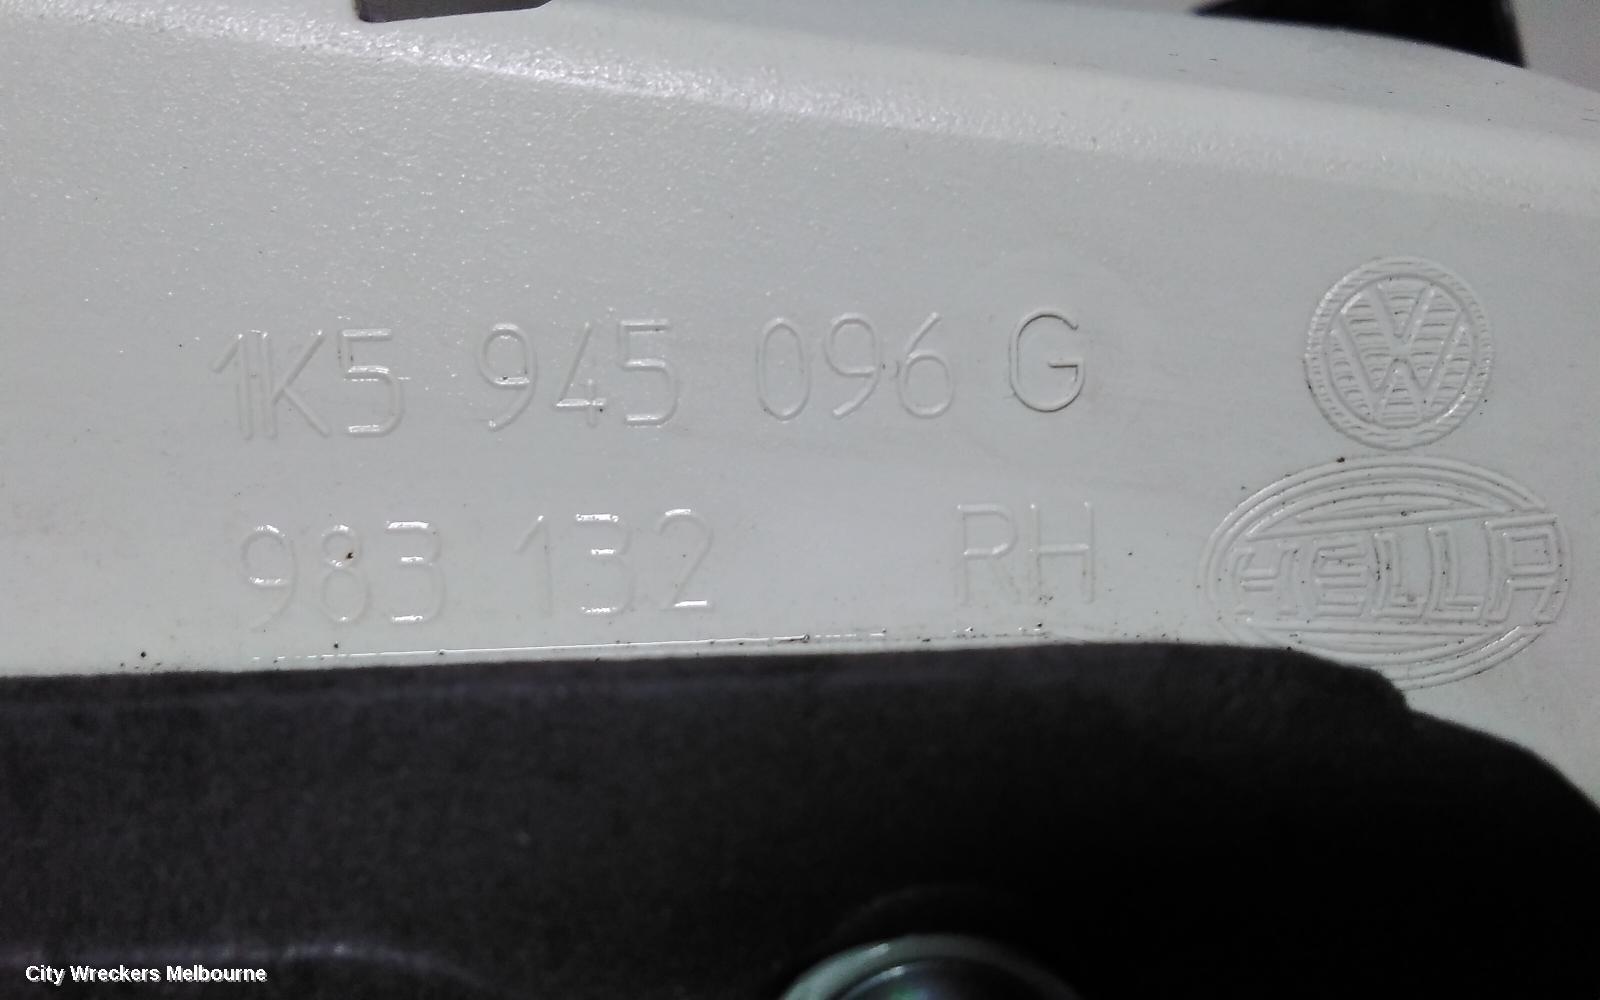 1K5 945 096 G
983 132 RH
HELLA
City Wreckers Melbourne